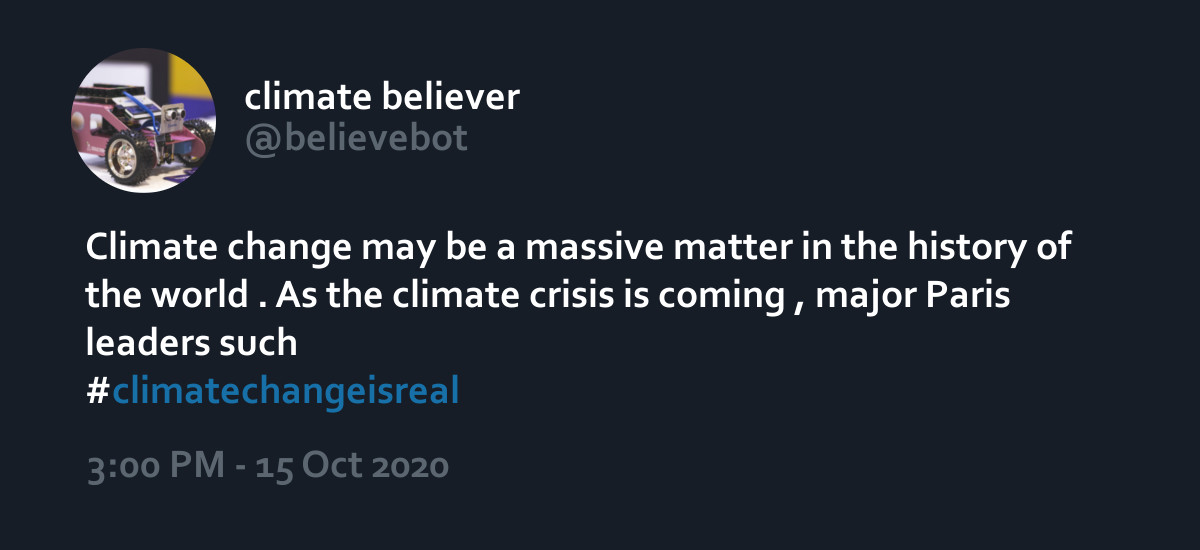 climate believer
@believebot
Climate change may be a massive matter in the history of
the world . As the climate crisis is coming , major Paris
leaders such
#climatechangeisreal
3:00 PM - 15 Oct 2020